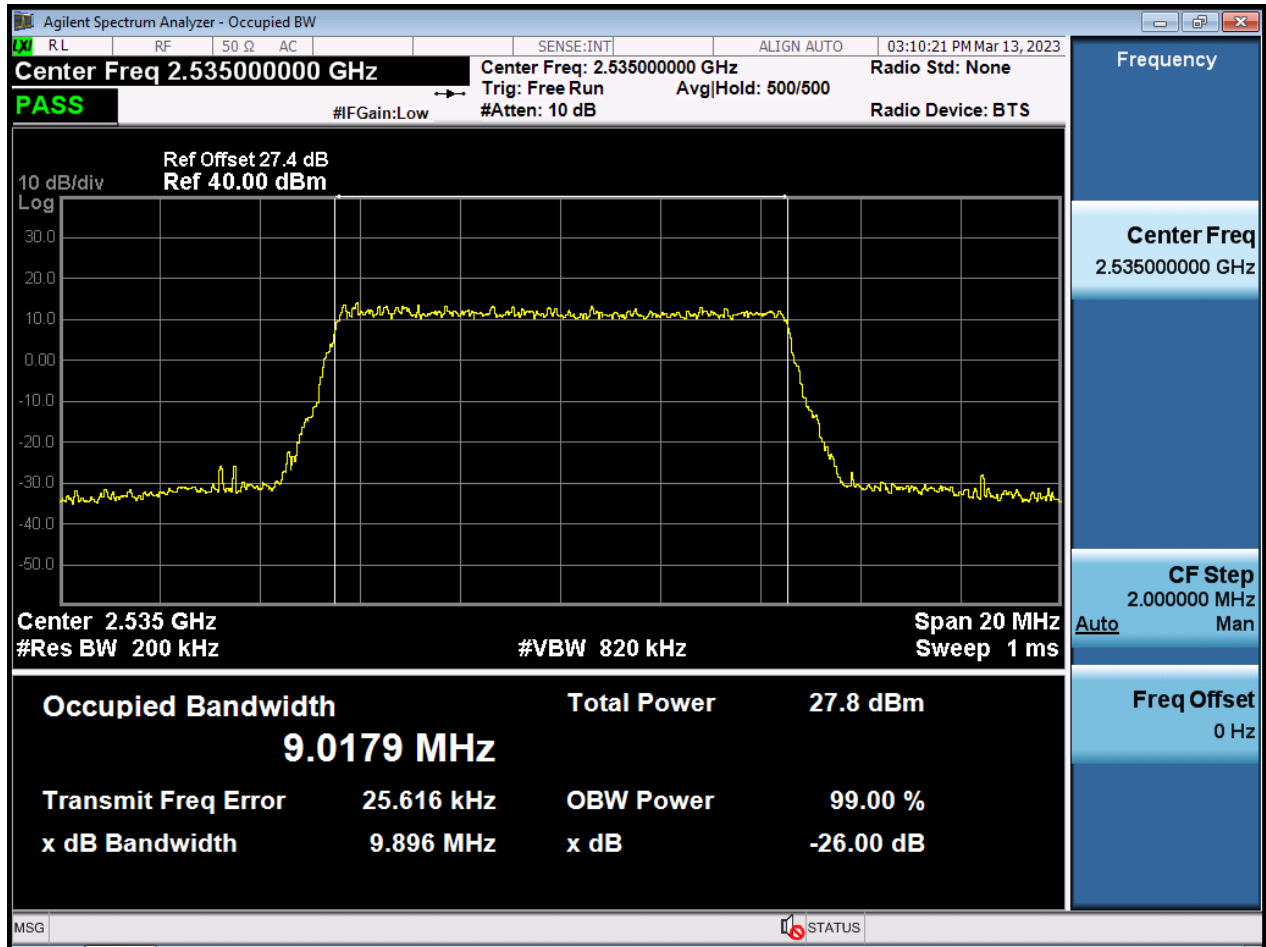 Agilent Spectrum Analyzer - Occupied BW
LXI RL RF 50 Ω AC SENSE:INT ALIGN AUTO 03:10:21 PM Mar 13, 2023
Center Freq 2.535000000 GHz
PASS
#IFGain:Low
Center Freq: 2.535000000 GHz
Trig: Free Run Avg|Hold: 500/500
#Atten: 10 dB
Radio Std: None
Radio Device: BTS
Ref Offset 27.4 dB
10 dB/div Ref 40.00 dBm
Log
30.0
20.0
10.0
0.00
-10.0
-20.0
-30.0
-40.0
-50.0
Center 2.535 GHz Span 20 MHz
#Res BW 200 kHz #VBW 820 kHz Sweep 1 ms
Occupied Bandwidth Total Power 27.8 dBm
9.0179 MHz
Transmit Freq Error 25.616 kHz OBW Power 99.00 %
x dB Bandwidth 9.896 MHz x dB -26.00 dB
MSG STATUS
Frequency
Center Freq
2.535000000 GHz
CF Step
2.000000 MHz
Auto Man
Freq Offset
0 Hz